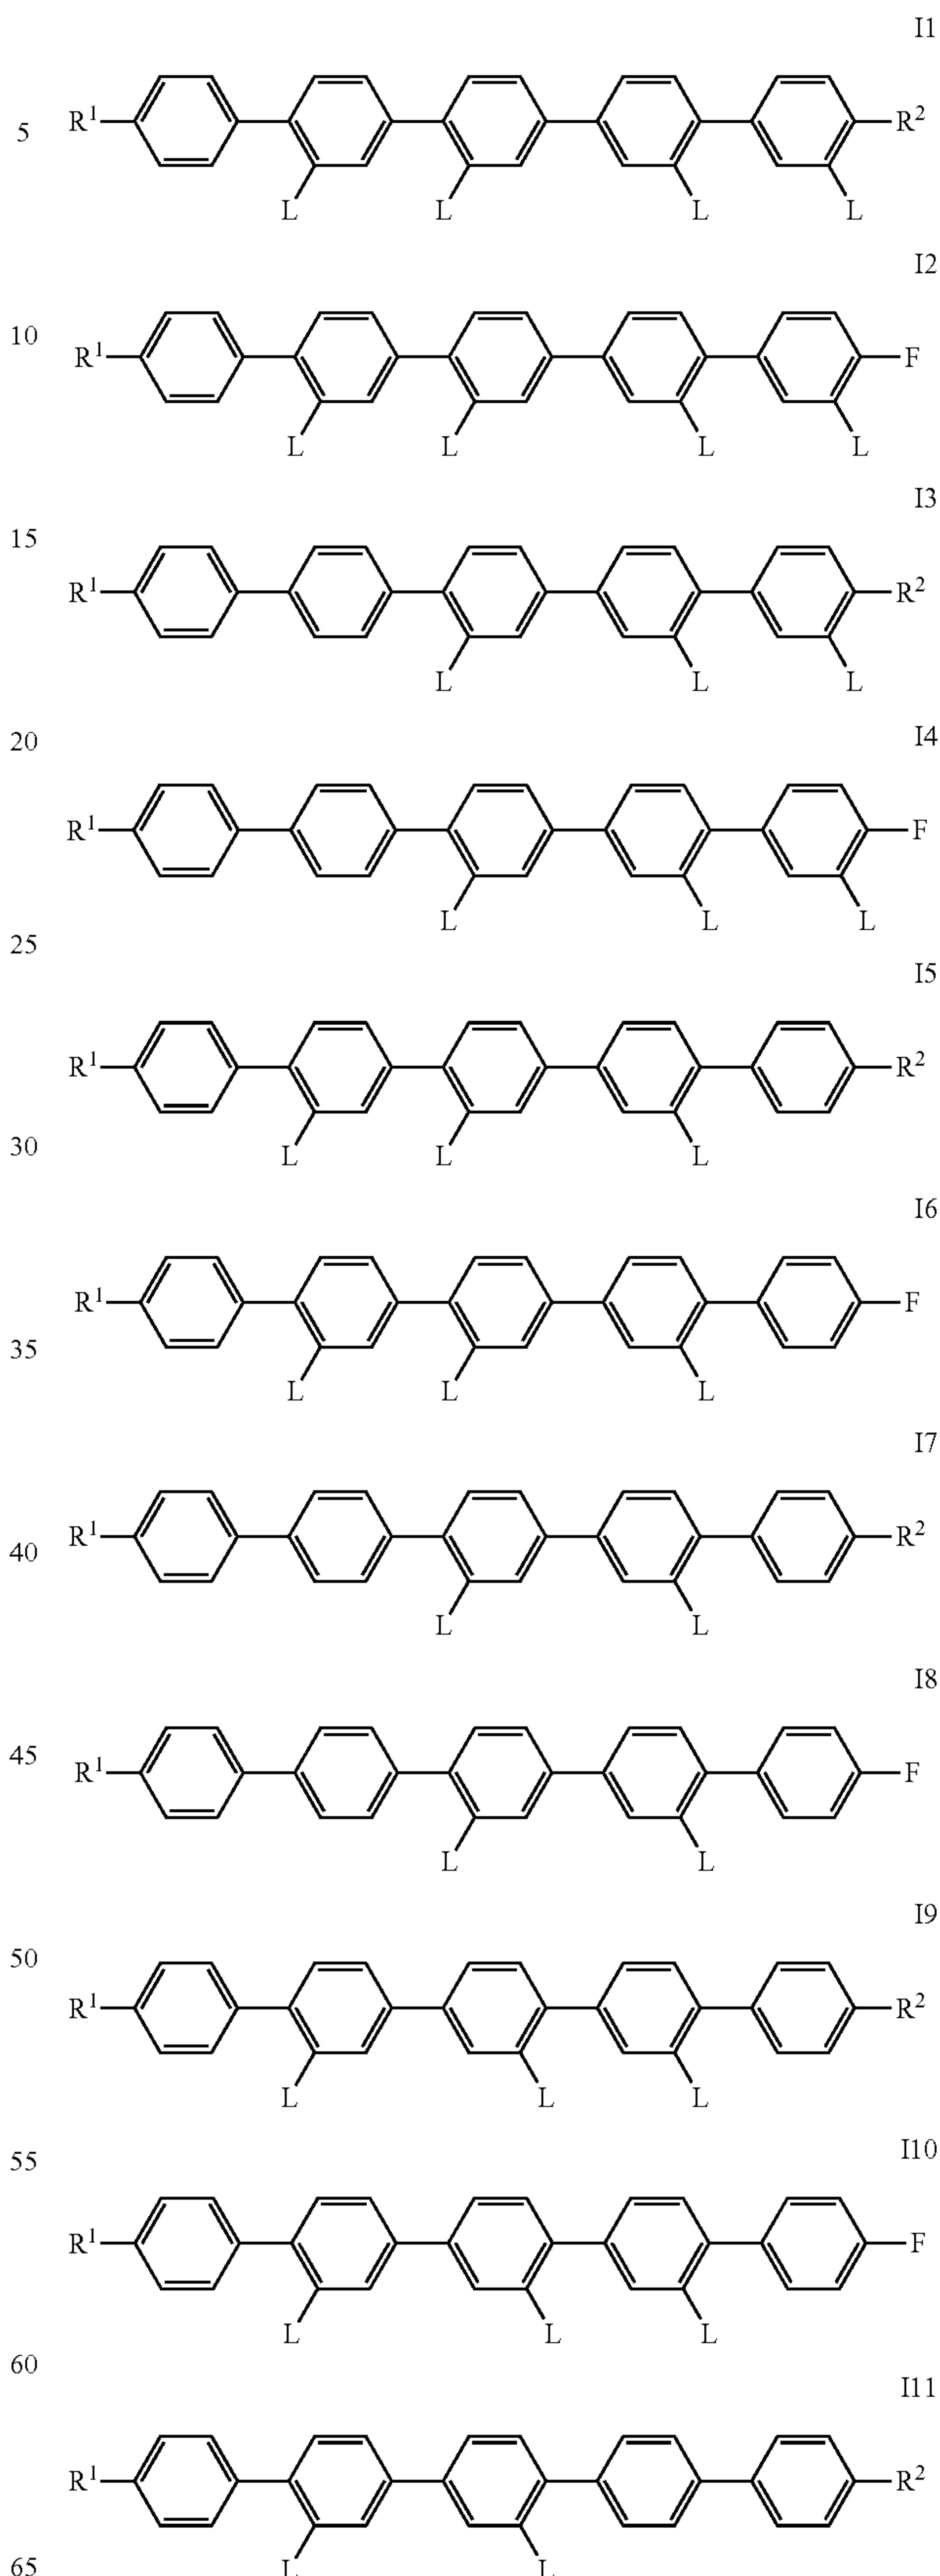 I1
5 R¹ R²
L L L L
I2
10 R¹ F
L L L L
I3
15 R¹ R²
L L L
20 I4
R¹ F
L L L
25 I5
R¹ R²
30 L L L
I6
R¹ F
35 L L L
I7
40 R¹ R²
L L
I8
45 R¹ F
L L
I9
50 R¹ R²
L L L
55 I10
R¹ F
L L L
60 I11
R¹ R²
65 L L